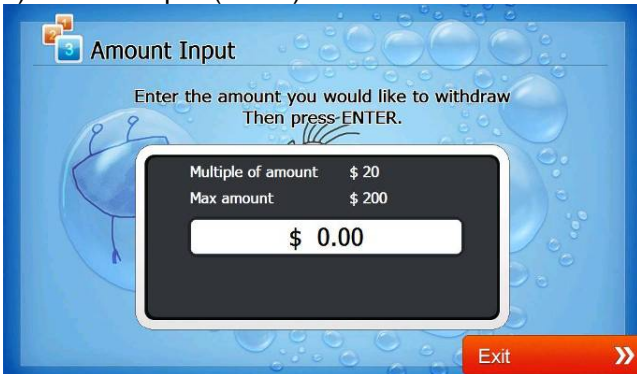 Amount Input
Enter the amount you would like to withdraw
Then press ENTER.
Multiple of amount $ 20
Max amount $ 200
$ 0.00
Exit